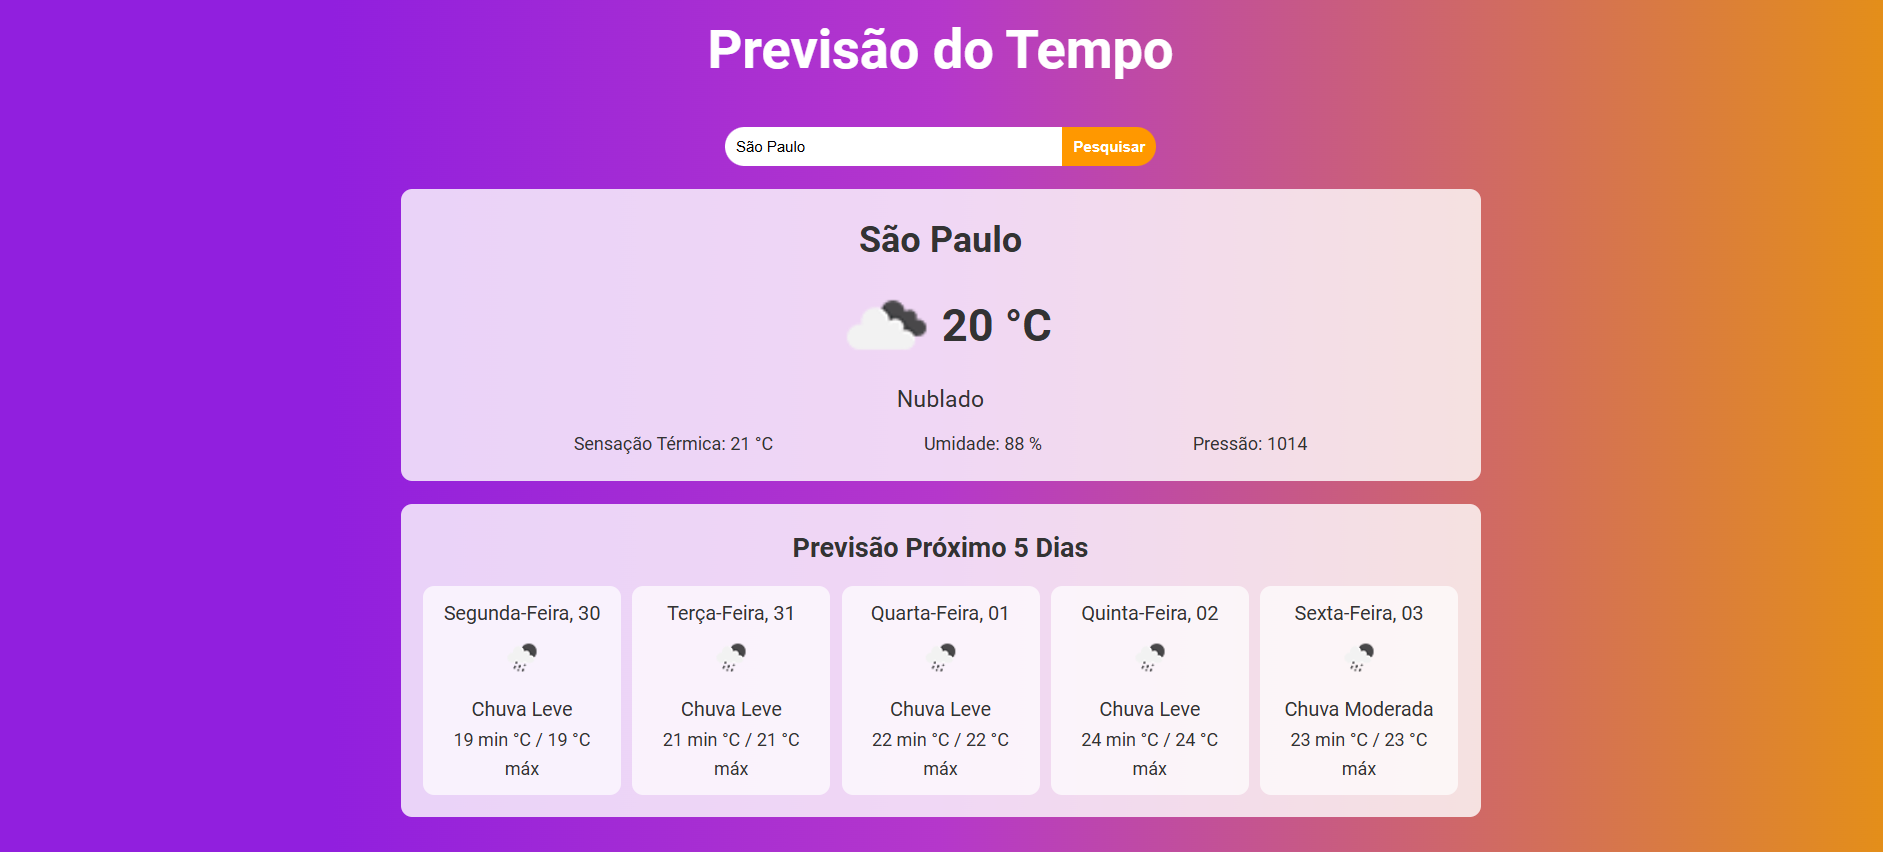 Previsão do Tempo
São Paulo
Pesquisar
São Paulo
20 °C
Nublado
Sensação Térmica: 21 °C
Umidade: 88 %
Pressão: 1014
Previsão Próximo 5 Dias
Segunda-Feira, 30
Chuva Leve
19 min °C / 19 °C
máx
Terça-Feira, 31
Chuva Leve
21 min °C / 21 °C
máx
Quarta-Feira, 01
Chuva Leve
22 min °C / 22 °C
máx
Quinta-Feira, 02
Chuva Leve
24 min °C / 24 °C
máx
Sexta-Feira, 03
Chuva Moderada
23 min °C / 23 °C
máx